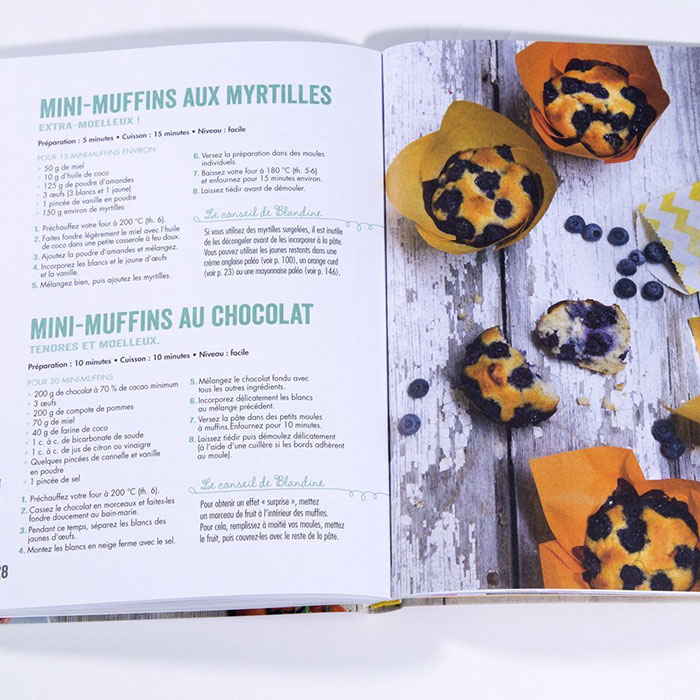 MINI-MUFFINS AUX MYRTILLES
EXTRA-MOELLEUX !
Préparation : 5 minutes • Cuisson : 15 minutes • Niveau : facile
POUR 15 MINI-MUFFINS ENVIRON
• 50 g de miel
• 10 g d'huile de coco
• 125 g de poudre d'amandes
• 3 œufs (3 blancs et 1 jaune)
• 1 pincée de vanille en poudre
• 150 g environ de myrtilles
1. Préchauffez votre four à 200 °C (th. 6).
2. Faites fondre légèrement le miel avec l'huile
de coco dans une petite casserole à feu doux.
3. Ajoutez la poudre d'amandes et mélangez.
4. Incorporez les blancs et le jaune d'œufs
et la vanille.
5. Mélangez bien, puis ajoutez les myrtilles.
6. Versez la préparation dans des moules
individuels.
7. Baissez votre four à 180 °C (th. 5-6)
et enfournez pour 15 minutes environ.
8. Laissez tiédir avant de démouler.
Le conseil de Blandine
Si vous utilisez des myrtilles surgelées, il est inutile
de les décongeler avant de les incorporer à la pâte.
Vous pouvez utiliser les jaunes restants dans une
crème anglaise paléo (voir p. 100), un orange curd
(voir p. 23) ou une mayonnaise paléo (voir p. 146).
MINI-MUFFINS AU CHOCOLAT
TENDRES ET MOELLEUX.
Préparation : 10 minutes • Cuisson : 10 minutes • Niveau : facile
POUR 30 MINI-MUFFINS
• 200 g de chocolat à 70 % de cacao minimum
• 3 œufs
• 200 g de compote de pommes
• 70 g de miel
• 40 g de farine de coco
• 1 c. à c. de bicarbonate de soude
• 1 c. à c. de jus de citron ou vinaigre
• Quelques pincées de cannelle et vanille
en poudre
• 1 pincée de sel
1. Préchauffez votre four à 200 °C (th. 6).
2. Cassez le chocolat en morceaux et faites-les
fondre doucement au bain-marie.
3. Pendant ce temps, séparez les blancs des
jaunes d'œufs.
4. Montez les blancs en neige ferme avec le sel.
5. Mélangez le chocolat fondu avec
tous les autres ingrédients.
6. Incorporez délicatement les blancs
au mélange précédent.
7. Versez la pâte dans des petits moules
à muffins.Enfournez pour 10 minutes.
8. Laissez tiédir puis démoulez délicatement
(à l'aide d'une cuillère si les bords adhèrent
au moule).
Le conseil de Blandine
Pour obtenir un effet « surprise », mettez
un morceau de fruit à l'intérieur des muffins.
Pour cela, remplissez à moitié vos moules, mettez
le fruit, puis couvrez-les avec le reste de la pâte.
28